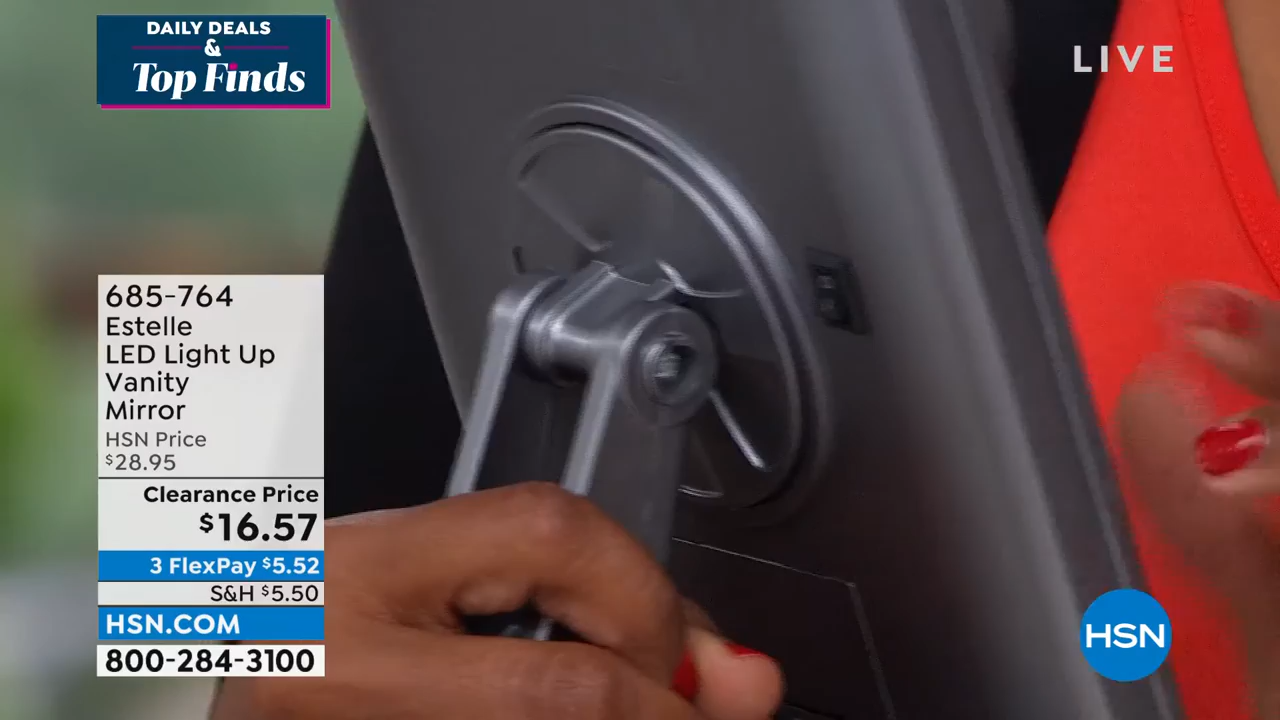 DAILY DEALS
&
Top Finds
LIVE
685-764
Estelle
LED Light Up
Vanity
Mirror
HSN Price
$28.95
Clearance Price
$16.57
3 FlexPay $5.52
S&H $5.50
HSN.COM
800-284-3100
HSN